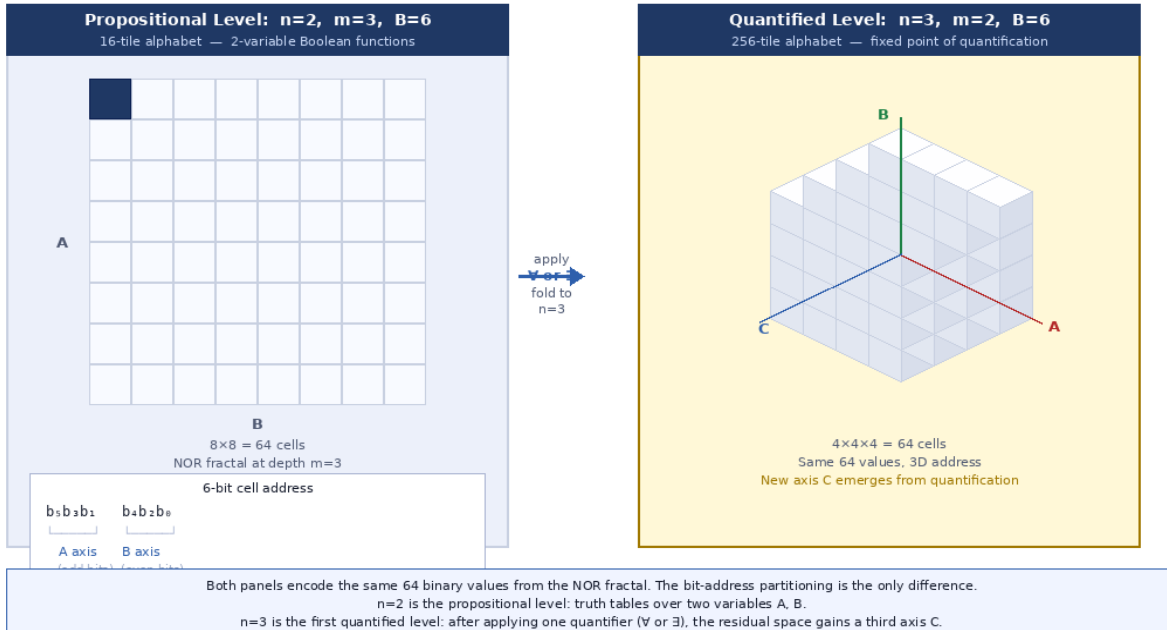 Propositional Level:  n=2,  m=3,  B=6
16-tile alphabet  —  2-variable Boolean functions
A
B
8×8 = 64 cells
NOR fractal at depth m=3
6-bit cell address
b₅b₃b₁   b₄b₂b₀
A axis   B axis
(odd bits)   (even bits)
apply
∀ or
fold to
n=3
Quantified Level:  n=3,  m=2,  B=6
256-tile alphabet  —  fixed point of quantification
B
C
A
4×4×4 = 64 cells
Same 64 values, 3D address
New axis C emerges from quantification
Both panels encode the same 64 binary values from the NOR fractal. The bit-address partitioning is the only difference.
n=2 is the propositional level: truth tables over two variables A, B.
n=3 is the first quantified level: after applying one quantifier (∀ or ∃), the residual space gains a third axis C.